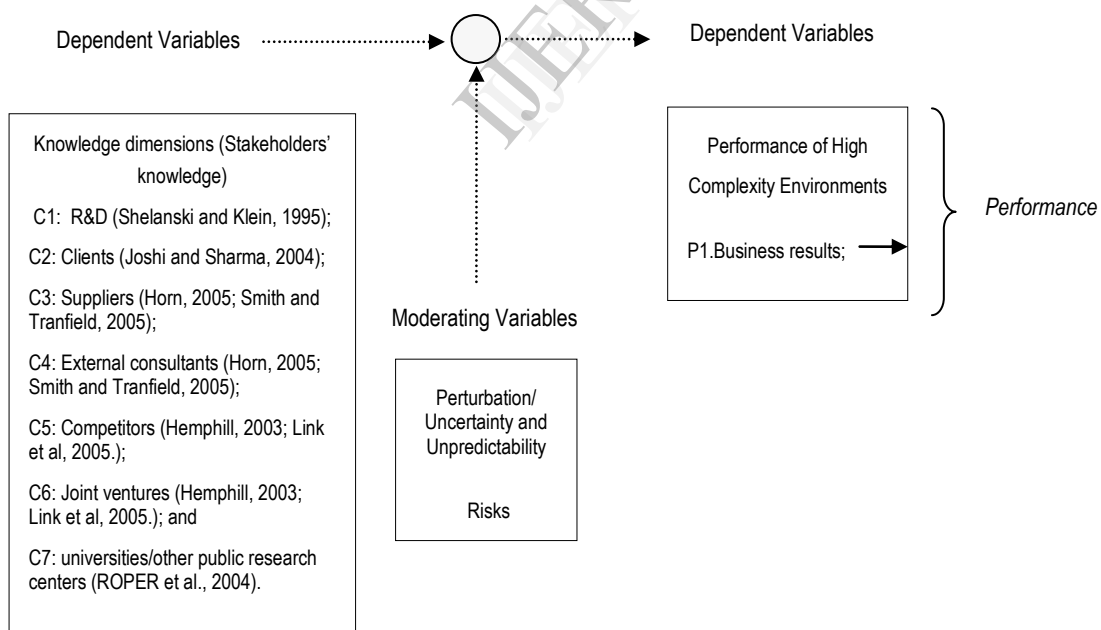 Dependent Variables
Dependent Variables
IJER
Knowledge dimensions (Stakeholders'
knowledge)
C1: R&D (Shelanski and Klein, 1995);
C2: Clients (Joshi and Sharma, 2004);
C3: Suppliers (Horn, 2005; Smith and
Tranfield, 2005);
C4: External consultants (Horn, 2005;
Smith and Tranfield, 2005);
C5: Competitors (Hemphill, 2003; Link
et al, 2005.);
C6: Joint ventures (Hemphill, 2003;
Link et al, 2005.); and
C7: universities/other public research
centers (ROPER et al., 2004).
Moderating Variables
Perturbation/
Uncertainty and
Unpredictability
Risks
Performance of High
Complexity Environments
P1.Business results;
Performance